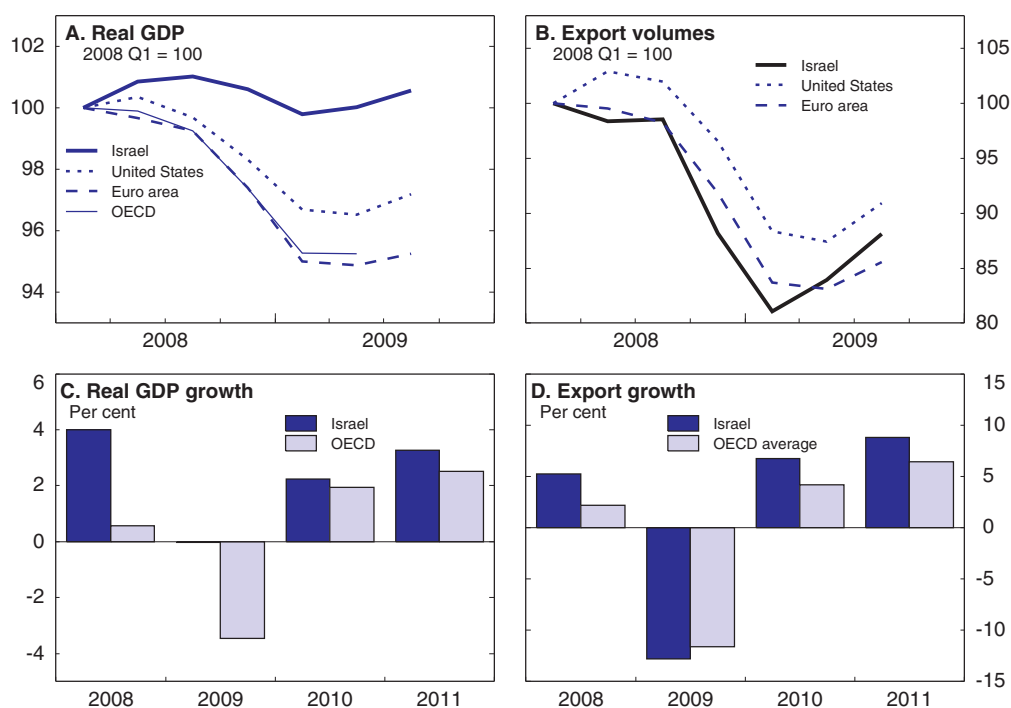 A. Real GDP
2008 Q1 = 100
102
100
98
96
94
Israel
United States
Euro area
OECD
2008
2009
B. Export volumes
2008 Q1 = 100
Israel
United States
Euro area
105
100
95
90
85
80
2008
2009
C. Real GDP growth
Per cent
Israel
OECD
6
4
2
0
-2
-4
2008
2009
2010
2011
D. Export growth
Per cent
Israel
OECD average
15
10
5
0
-5
-10
-15
2008
2009
2010
2011